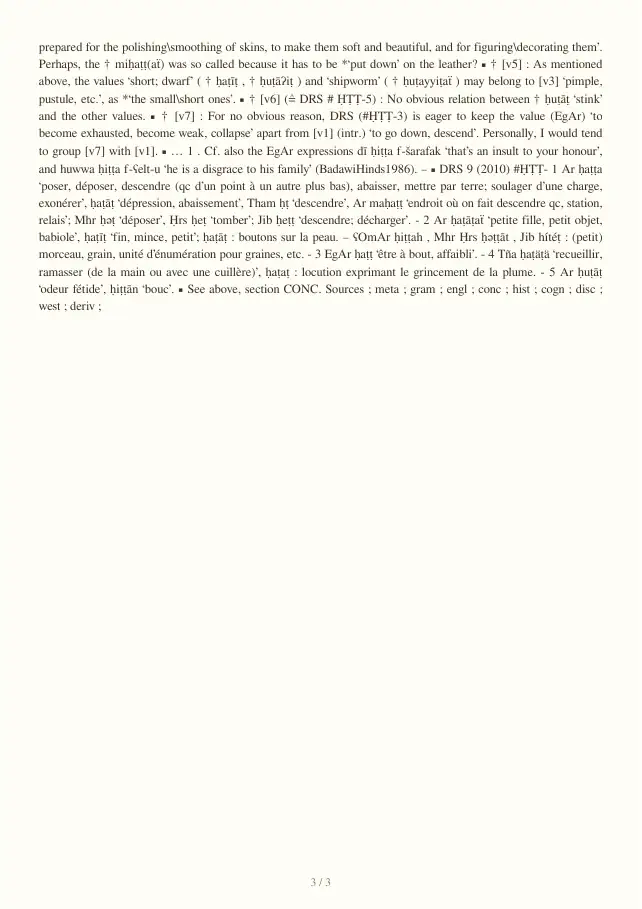 prepared for the polishing\smoothing of skins, to make them soft and beautiful, and for figuring\decorating them’.
Perhaps, the † miḥaṭṭ(aẗ) was so called because it has to be *‘put down’ on the leather? ▪ † [v5] : As mentioned
above, the values ‘short; dwarf’ ( † ḥaṭīṭ , † ḥuṭāʔiṭ ) and ‘shipworm’ ( † ḥuṭayyiṭaẗ ) may belong to [v3] ‘pimple,
pustule, etc.’, as *‘the small\short ones’. ▪ † [v6] (≙ DRS # ḤṬṬ-5) : No obvious relation between † ḥuṭāṭ ‘stink’
and the other values. ▪ † [v7] : For no obvious reason, DRS (#ḤṬṬ-3) is eager to keep the value (EgAr) ‘to
become exhausted, become weak, collapse’ apart from [v1] (intr.) ‘to go down, descend’. Personally, I would tend
to group [v7] with [v1]. ▪ … 1 . Cf. also the EgAr expressions dī ḥiṭṭa f-šarafak ‘that’s an insult to your honour’,
and huwwa ḥiṭṭa f-ʕelt-u ‘he is a disgrace to his family’ (BadawiHinds1986). – ▪ DRS 9 (2010) #ḤṬṬ- 1 Ar ḥaṭṭa
‘poser, déposer, descendre (qc d’un point à un autre plus bas), abaisser, mettre par terre; soulager d’une charge,
exonérer’, ḥaṭāṭ ‘dépression, abaissement’, Tham ḥṭ ‘descendre’, Ar maḥaṭṭ ‘endroit où on fait descendre qc, station,
relais’; Mhr ḥəṭ ‘déposer’, Ḥrs ḥeṭ ‘tomber’; Jib ḥeṭṭ ‘descendre; décharger’. - 2 Ar ḥaṭāṭaẗ ‘petite fille, petit objet,
babiole’, ḥaṭīṭ ‘fin, mince, petit’; ḥaṭāṭ : boutons sur la peau. – ʕOmAr ḥiṭṭah , Mhr Ḥrs ḥəṭṭāt , Jib ḥíteṭ́ : (petit)
morceau, grain, unité d’énumération pour graines, etc. - 3 EgAr ḥaṭṭ ‘être à bout, affaibli’. - 4 Tña ḥaṭäṭä ‘recueillir,
ramasser (de la main ou avec une cuillère)’, ḥaṭaṭ : locution exprimant le grincement de la plume. - 5 Ar ḥuṭāṭ
‘odeur fétide’, ḥiṭṭān ‘bouc’. ▪ See above, section CONC. Sources ; meta ; gram ; engl ; conc ; hist ; cogn ; disc ;
west ; deriv ;
3 / 3